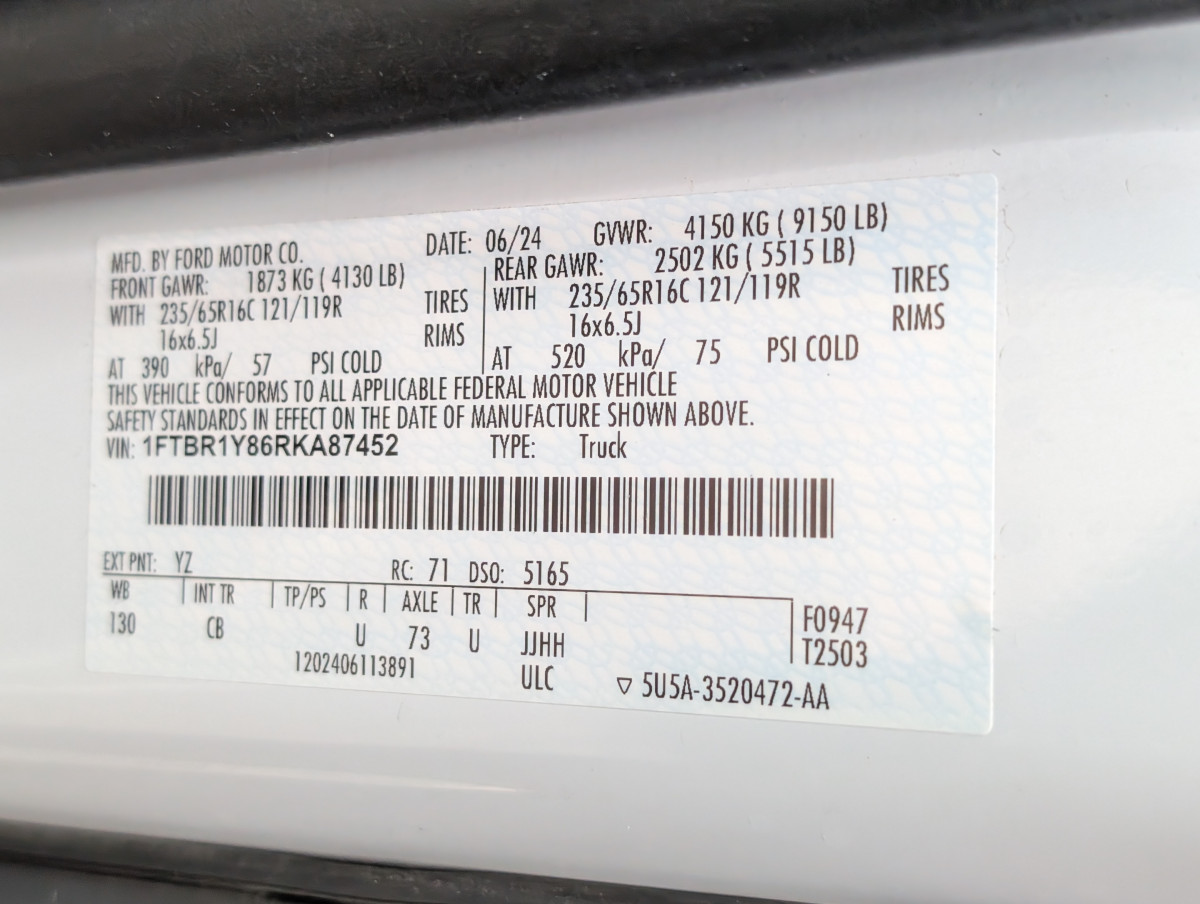 MFD. BY FORD MOTOR CO. DATE: 06/24 GVWR: 4150 KG ( 9150 LB)
FRONT GAWR: 1873 KG ( 4130 LB) REAR GAWR: 2502 KG ( 5515 LB)
WITH 235/65R16C 121/119R TIRES WITH 235/65R16C 121/119R TIRES
16x6.5J RIMS 16x6.5J RIMS
AT 390 kPa/ 57 PSI COLD AT 520 kPa/ 75 PSI COLD
THIS VEHICLE CONFORMS TO ALL APPLICABLE FEDERAL MOTOR VEHICLE
SAFETY STANDARDS IN EFFECT ON THE DATE OF MANUFACTURE SHOWN ABOVE.
VIN: 1FTBR1Y86RKA87452 TYPE: Truck
EXT PNT: YZ RC: 71 DSO: 5165
WB INT TR TP/PS R AXLE TR SPR F0947
130 CB U 73 U JJHH T2503
1202406113891 ULC ▽ 5U5A-3520472-AA